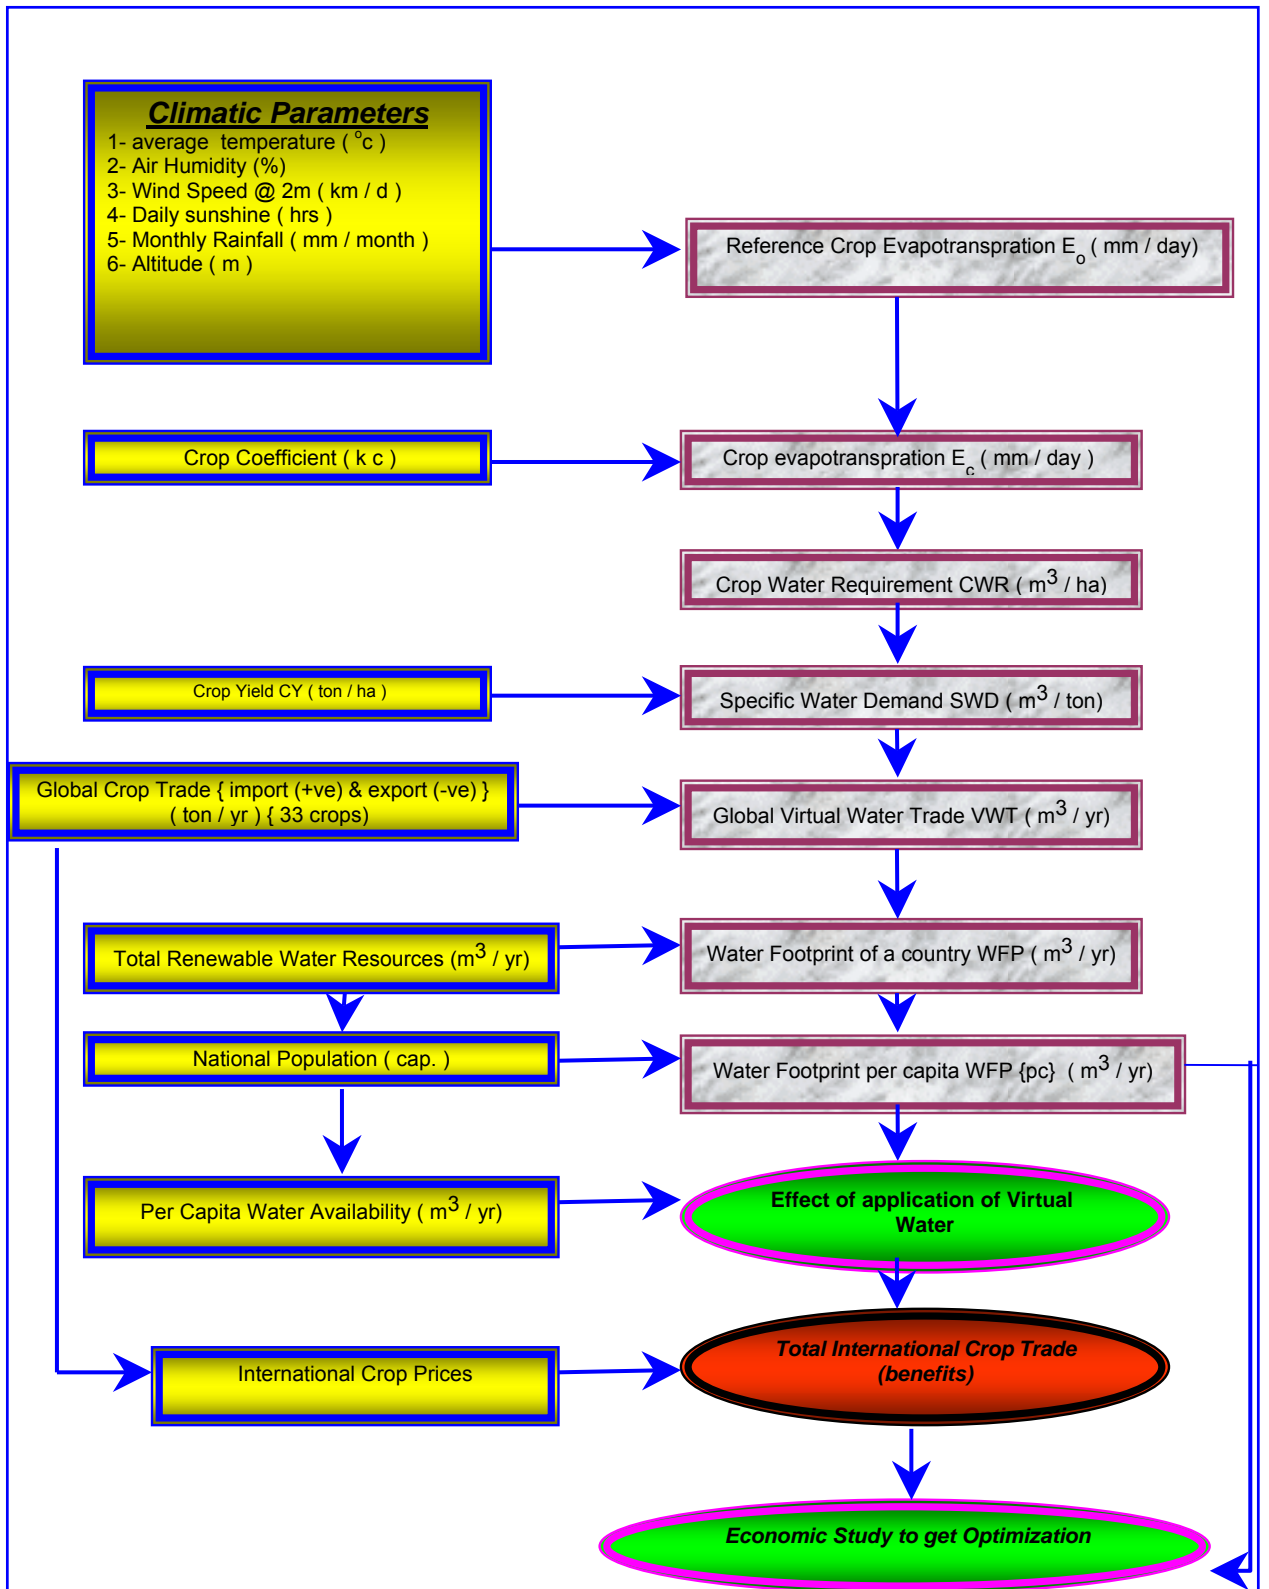 Climatic Parameters
1- average temperature ( °c )
2- Air Humidity (%)
3- Wind Speed @ 2m ( km / d )
4- Daily sunshine ( hrs )
5- Monthly Rainfall ( mm / month )
6- Altitude ( m )
Reference Crop Evapotranspration Eo ( mm / day)
Crop Coefficient ( k c )
Crop evapotranspration Ec ( mm / day )
Crop Water Requirement CWR ( m3 / ha)
Crop Yield CY ( ton / ha )
Specific Water Demand SWD ( m3 / ton)
Global Crop Trade { import (+ve) & export (-ve) }
( ton / yr ) { 33 crops)
Global Virtual Water Trade VWT ( m3 / yr)
Total Renewable Water Resources (m3 / yr)
Water Footprint of a country WFP ( m3 / yr)
National Population ( cap. )
Water Footprint per capita WFP {pc} ( m3 / yr)
Per Capita Water Availability ( m3 / yr)
Effect of application of Virtual
Water
International Crop Prices
Total International Crop Trade
(benefits)
Economic Study to get Optimization